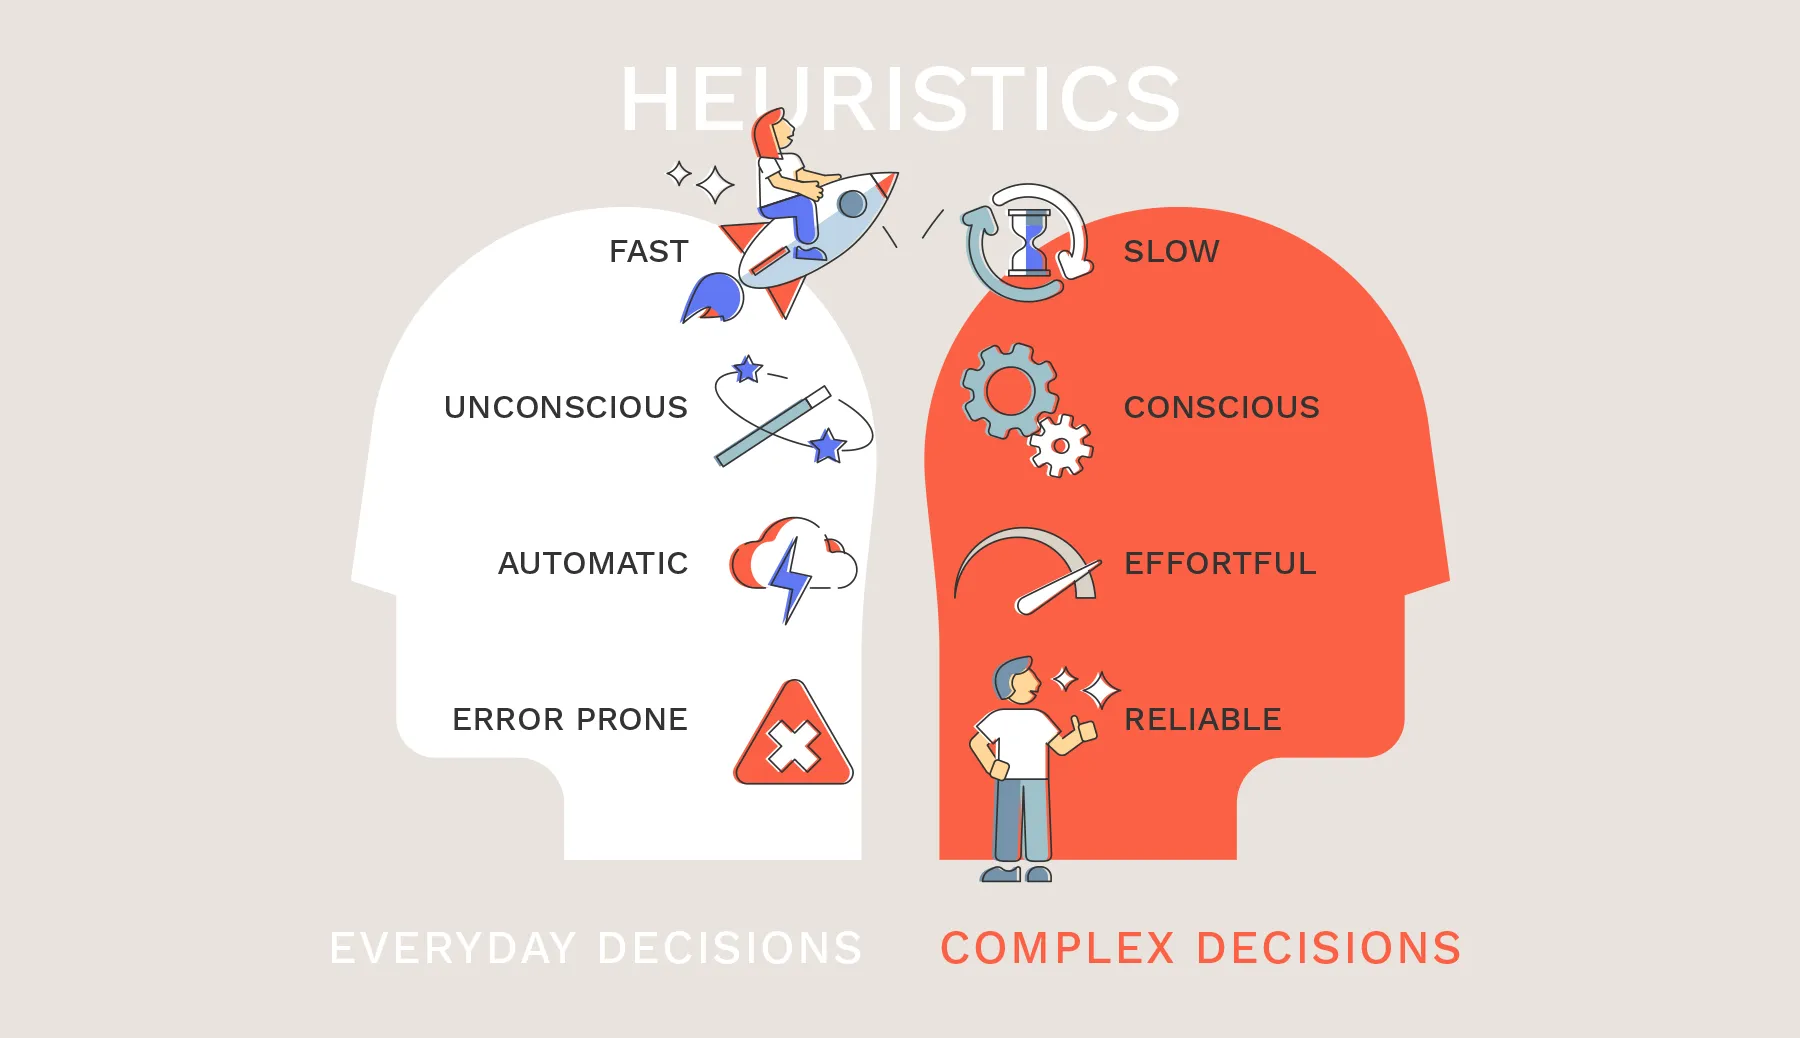 HEURISTICS
FAST
UNCONSCIOUS
AUTOMATIC
ERROR PRONE
EVERYDAY DECISIONS
SLOW
CONSCIOUS
EFFORTFUL
RELIABLE
COMPLEX DECISIONS